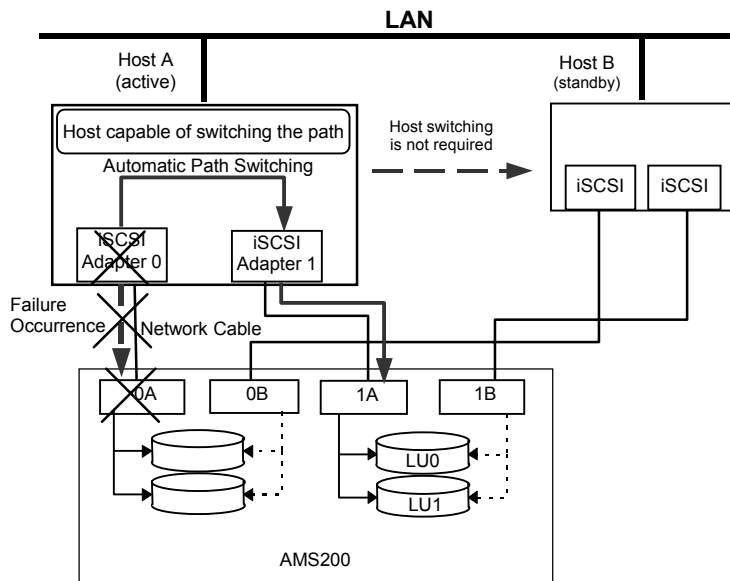 LAN
Host A
(active)
Host B
(standby)
Host capable of switching the path
Host switching
is not required
Automatic Path Switching
iSCSI
iSCSI
iSCSI
Adapter 0
iSCSI
Adapter 1
Failure
Occurrence
Network Cable
0A
0B
1A
1B
LU0
LU1
AMS200